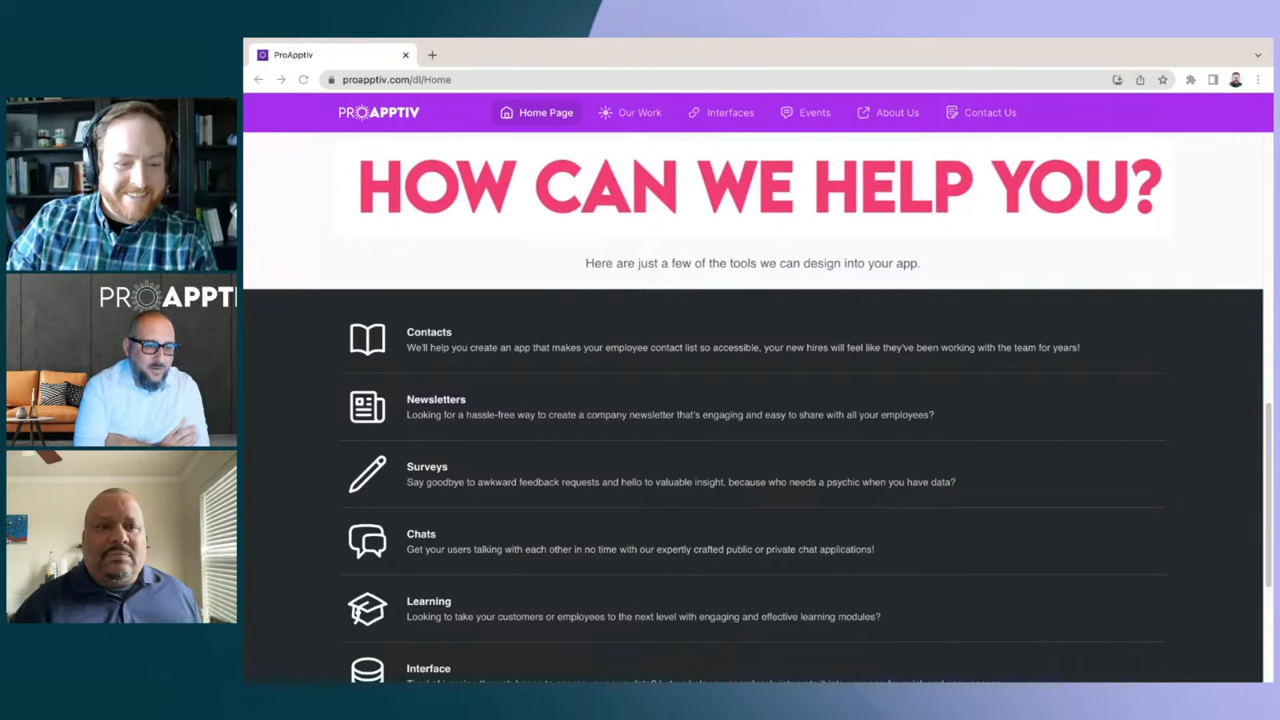 ProApptiv
proapptiv.com/dl/Home
PROAPPTIV
Home Page
Our Work
Interfaces
Events
About Us
Contact Us
HOW CAN WE HELP YOU?
Here are just a few of the tools we can design into your app.
PROAPPTI
Contacts
We'll help you create an app that makes your employee contact list so accessible, your new hires will feel like they've been working with the team for years!
Newsletters
Looking for a hassle-free way to create a company newsletter that's engaging and easy to share with all your employees?
Surveys
Say goodbye to awkward feedback requests and hello to valuable insight, because who needs a psychic when you have data?
Chats
Get your users talking with each other in no time with our expertly crafted public or private chat applications!
Learning
Looking to take your customers or employees to the next level with engaging and effective learning modules?
Interface